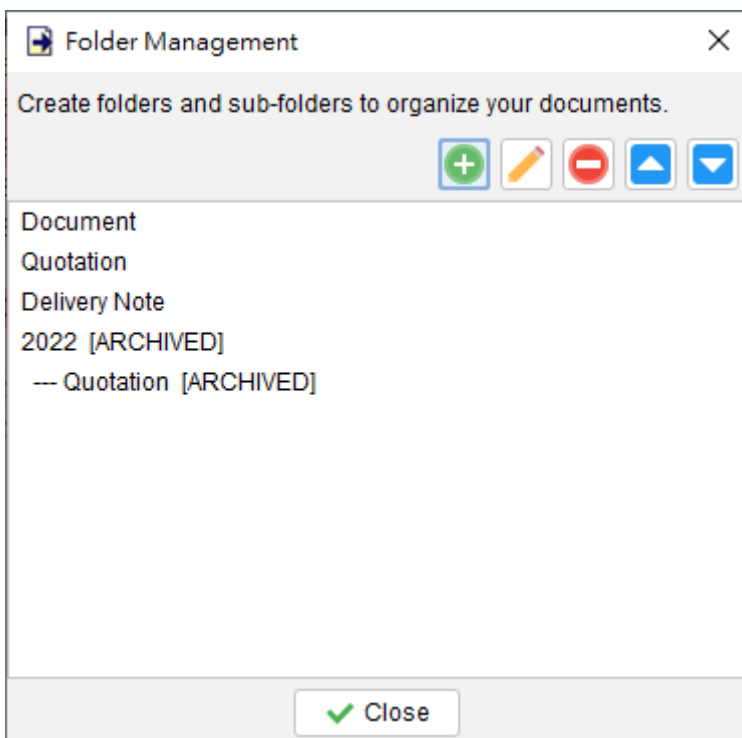 Folder Management
Create folders and sub-folders to organize your documents.
Document
Quotation
Delivery Note
2022 [ARCHIVED]
--- Quotation [ARCHIVED]
Close